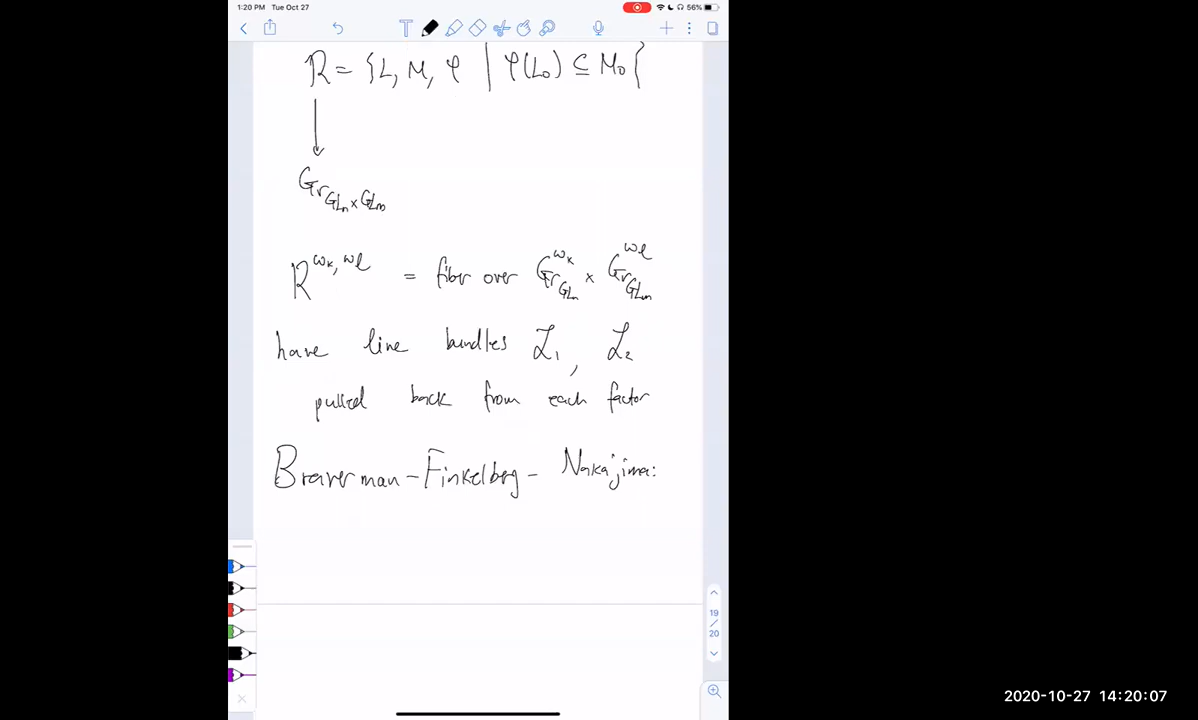 1:20 PM Tue Oct 27
56%
R = {L, M, φ | φ(L₀) ⊆ M₀}
Gr_{GLₙ × GLₘ}
R^{ωₖ, ωₗ} = fiber over Gr^{ωₖ}_{GLₙ} × Gr^{ωₗ}_{GLₘ}
have line bundles ℒ₁, ℒ₂
pulled back from each factor
Braverman - Finkelberg - Nakajima:
19
/
20
2020-10-27 14:20:07